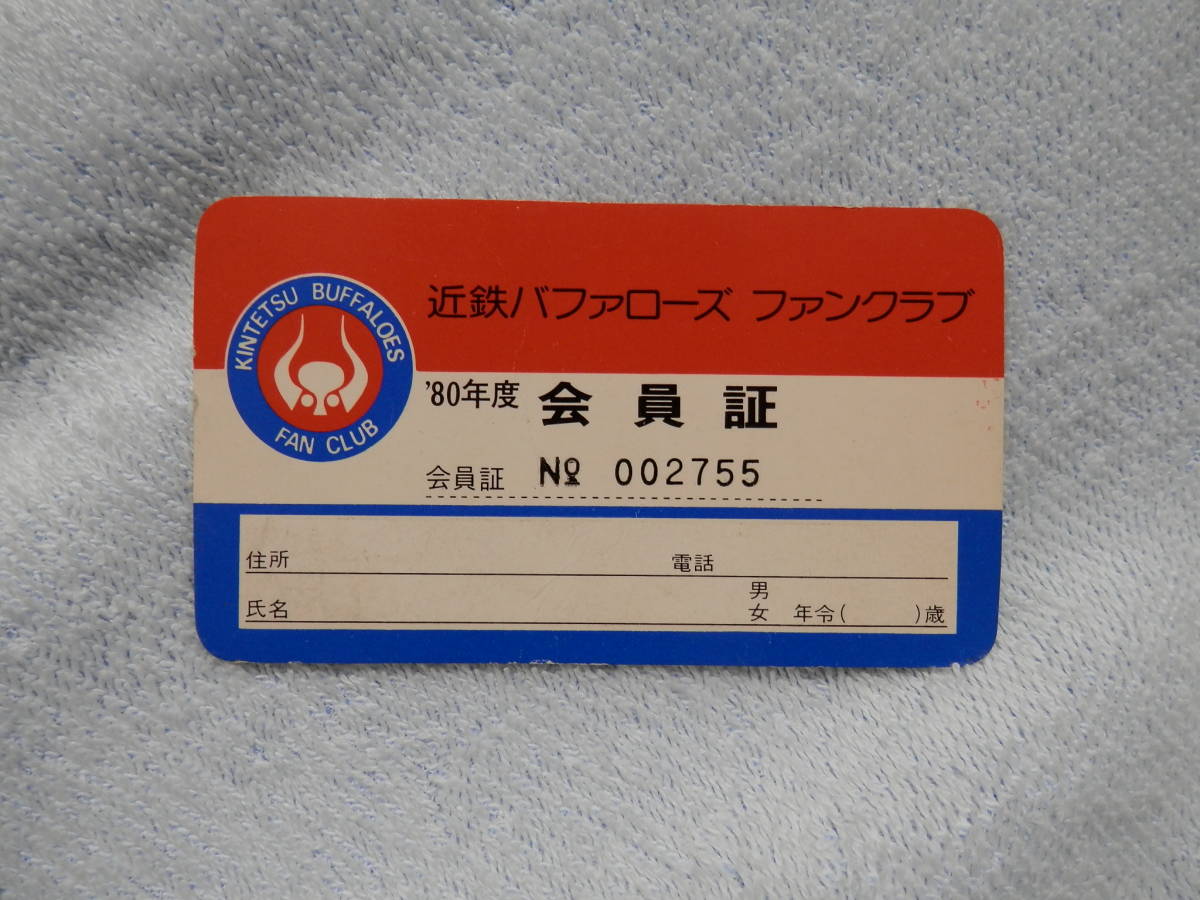 近鉄バファローズ ファンクラブ
KINTETSU BUFFALOES
FAN CLUB
'80年度 会員証
会員証 № 002755
住所 電話
男
氏名 女 年令( )歳